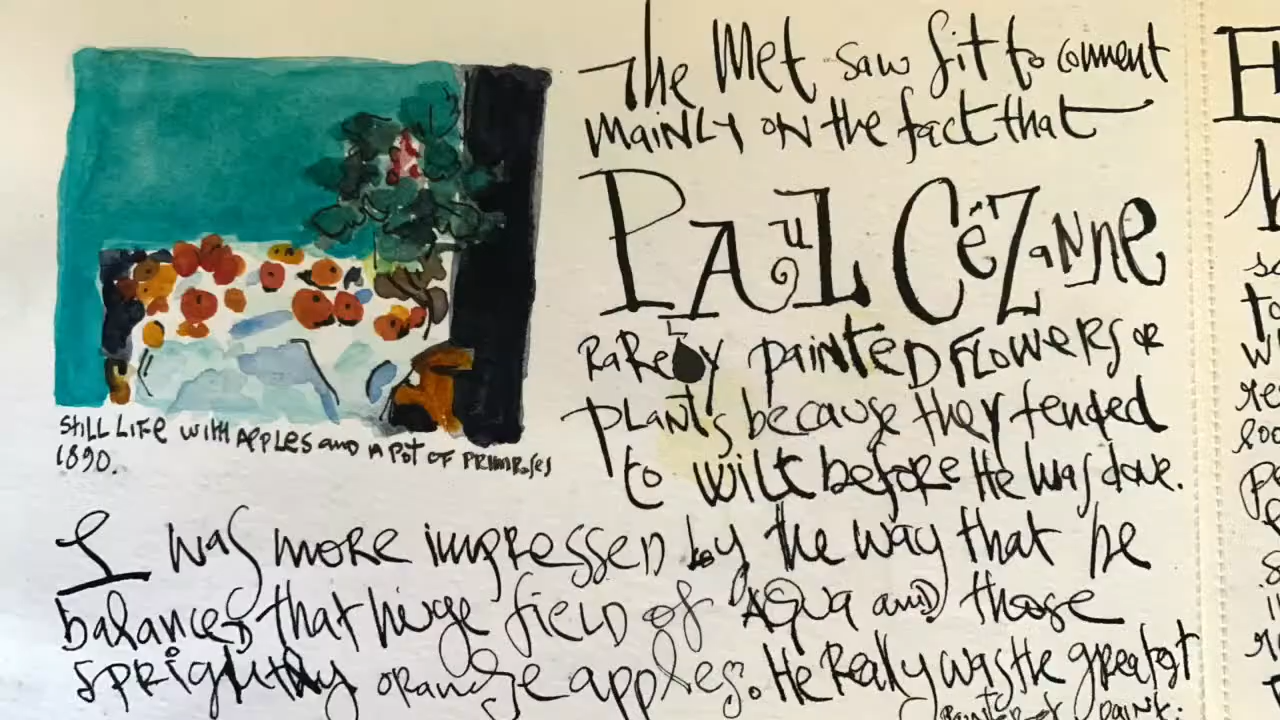 The Met saw fit to comment
mainly on the fact that
Paul Cézanne
rarely painted flowers or
plants because they tended
to wilt before he was done.
Still Life with Apples and a Pot of Primroses
1890.
I was more impressed by the way that he
balanced that huge field of aqua and those
sprightly orange apples. He really was the greatest
paint.